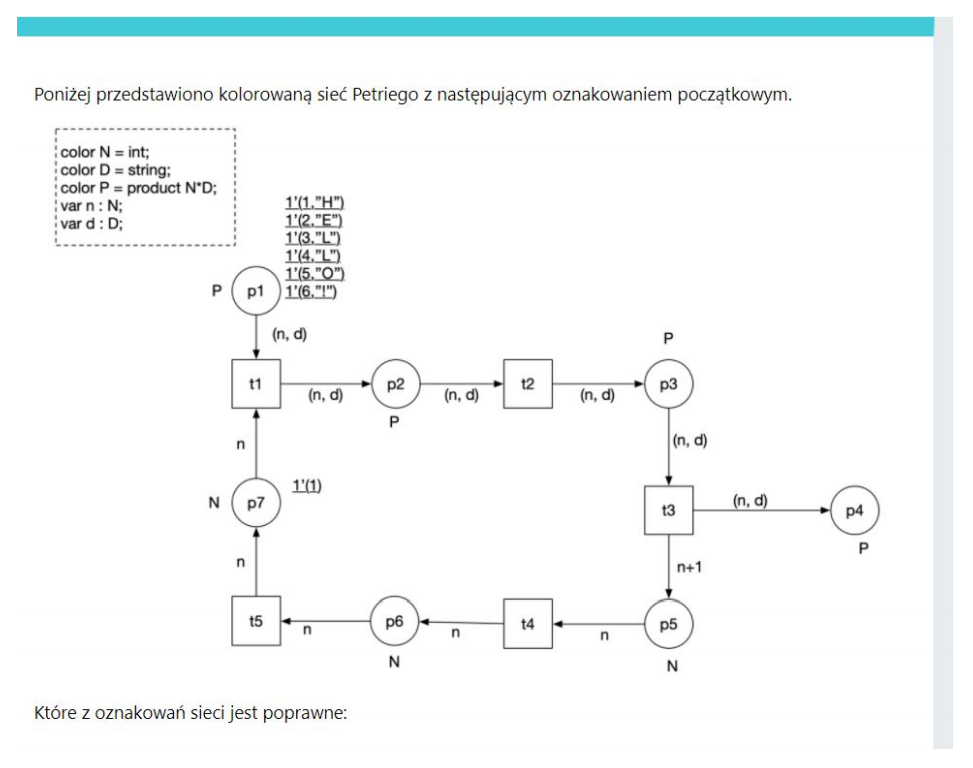 Poniżej przedstawiono kolorowaną sieć Petriego z następującym oznakowaniem początkowym.
color N = int;
color D = string;
color P = product N*D;
var n : N;
var d : D;
1'(1,"H")
1'(2,"E")
1'(3,"L")
1'(4,"L")
1'(5,"O")
1'(6,"!")
P
p1
(n, d)
P
t1
(n, d)
p2
(n, d)
t2
(n, d)
p3
P
n
(n, d)
1'(1)
N
p7
t3
(n, d)
p4
P
n
n+1
t5
n
p6
n
t4
n
p5
N
N
Które z oznakowań sieci jest poprawne: